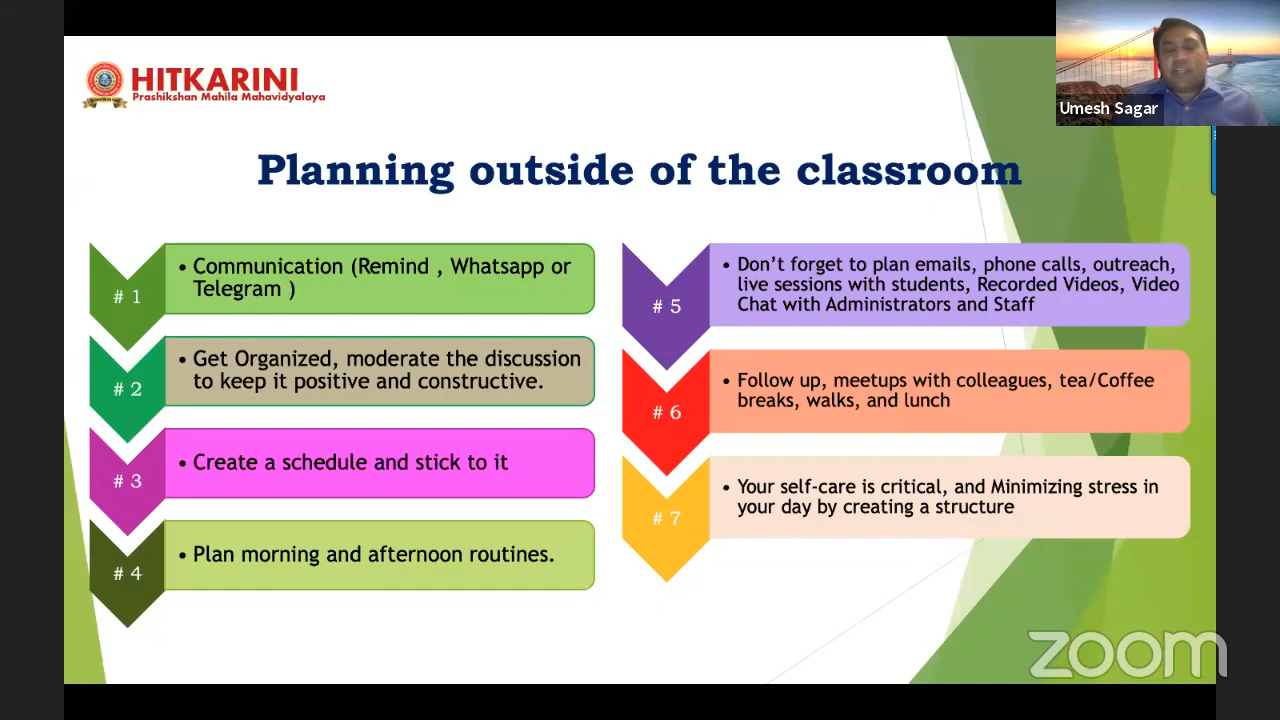 HITKARINI
Prashikshan Mahila Mahavidyalaya
Umesh Sagar
Planning outside of the classroom
# 1
• Communication (Remind , Whatsapp or
Telegram )
# 2
• Get Organized, moderate the discussion
to keep it positive and constructive.
# 3
• Create a schedule and stick to it
# 4
• Plan morning and afternoon routines.
# 5
• Don’t forget to plan emails, phone calls, outreach,
live sessions with students, Recorded Videos, Video
Chat with Administrators and Staff
# 6
• Follow up, meetups with colleagues, tea/Coffee
breaks, walks, and lunch
# 7
• Your self-care is critical, and Minimizing stress in
your day by creating a structure
zoom